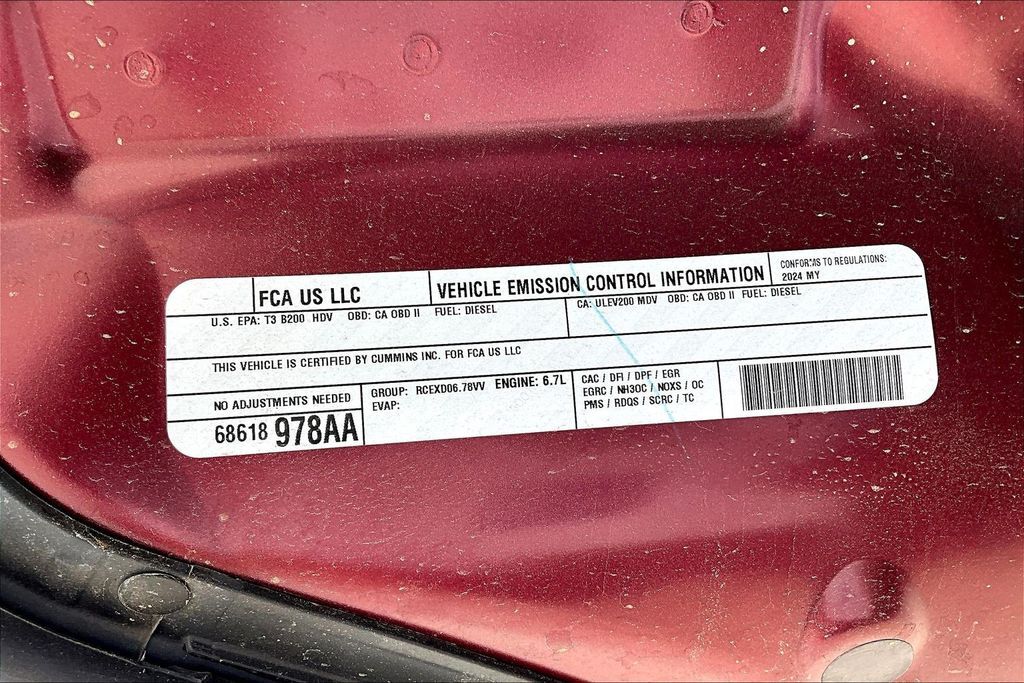 FCA US LLC
VEHICLE EMISSION CONTROL INFORMATION
CONFORMS TO REGULATIONS:
2024 MY
U.S. EPA: T3 B200 HDV OBD: CA OBD II FUEL: DIESEL
CA: ULEV200 MDV OBD: CA OBD II FUEL: DIESEL
THIS VEHICLE IS CERTIFIED BY CUMMINS INC. FOR FCA US LLC
NO ADJUSTMENTS NEEDED
68618 978AA
GROUP: RCEXD06.78VV ENGINE: 6.7L
EVAP:
CAC / DFI / DPF / EGR
EGRC / NH3OC / NOXS / OC
PMS / RDQS / SCRC / TC